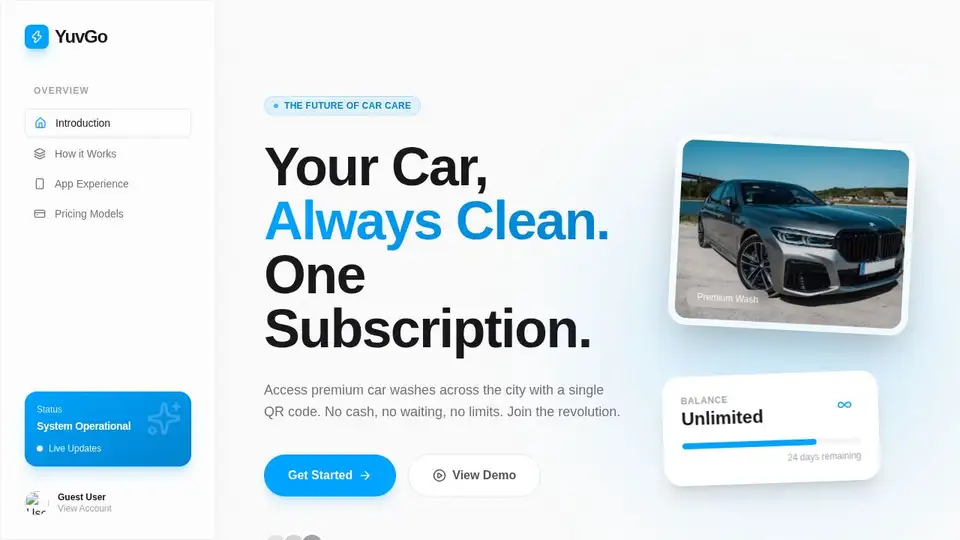 YuvGo
OVERVIEW
Introduction
How it Works
App Experience
Pricing Models
Status
System Operational
Live Updates
Guest User
View Account
THE FUTURE OF CAR CARE
Your Car,
Always Clean.
One
Subscription.
Access premium car washes across the city with a single
QR code. No cash, no waiting, no limits. Join the revolution.
Get Started
View Demo
Premium Wash
BALANCE
Unlimited
24 days remaining